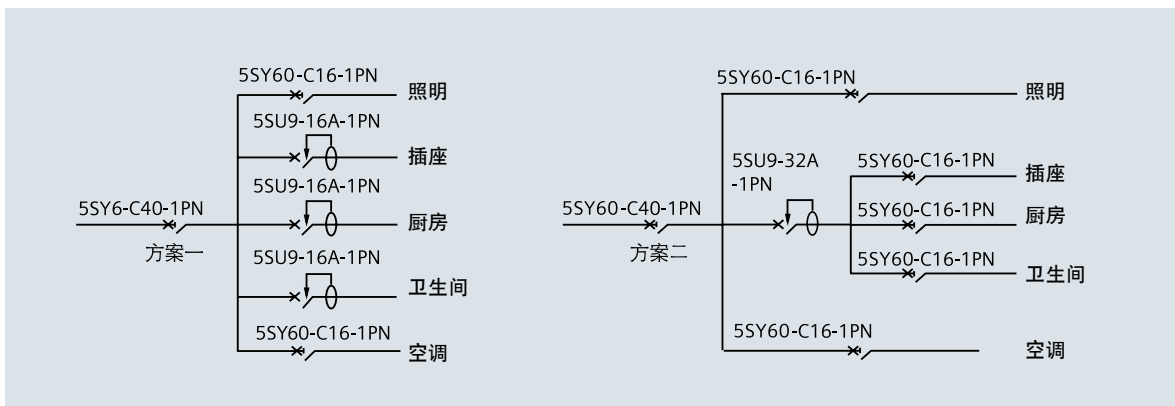 5SY60-C16-1PN
照明
5SU9-16A-1PN
插座
5SU9-16A-1PN
5SY6-C40-1PN
厨房
方案一
5SU9-16A-1PN
卫生间
5SY60-C16-1PN
空调
5SY60-C16-1PN
照明
5SU9-32A
-1PN
5SY60-C16-1PN
插座
5SY60-C40-1PN
5SY60-C16-1PN
厨房
方案二
5SY60-C16-1PN
卫生间
5SY60-C16-1PN
空调